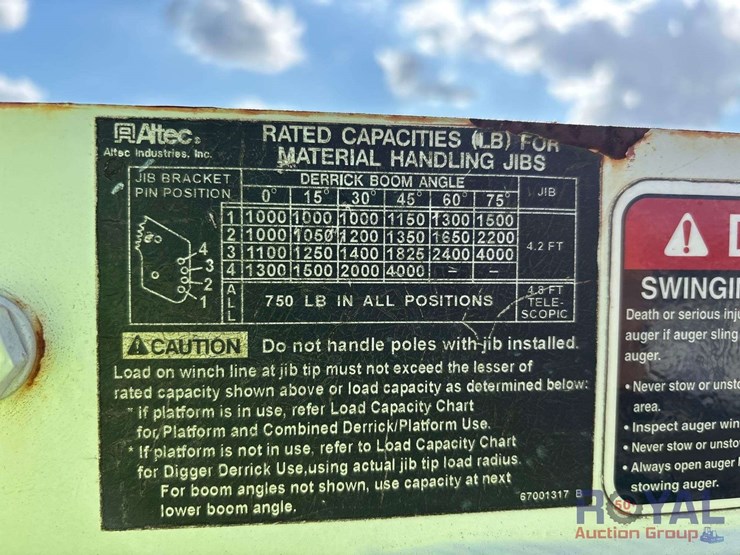 Altec®
Altec Industries, Inc.
RATED CAPACITIES (LB) FOR
MATERIAL HANDLING JIBS
JIB BRACKET
PIN POSITION
DERRICK BOOM ANGLE
JIB
0° 15° 30° 45° 60° 75°
1 1000 1000 1000 1150 1300 1500
2 1000 1050 1200 1350 1650 2200
3 1100 1250 1400 1825 2400 4000
4 1300 1500 2000 4000 – –
4.2 FT
4
3
2
1
ALL
750 LB IN ALL POSITIONS
4.8 FT
TELE-
SCOPIC
CAUTION Do not handle poles with jib installed.
Load on winch line at jib tip must not exceed the lesser of
rated capacity shown above or load capacity as determined below:
* If platform is in use, refer Load Capacity Chart
for Platform and Combined Derrick/Platform Use.
* If platform is not in use, refer to Load Capacity Chart
for Digger Derrick Use, using actual jib tip load radius.
For boom angles not shown, use capacity at next
lower boom angle.
67001317 B
SWINGI
Death or serious inju
auger if auger sling
auger.
• Never stow or unsto
area.
• Inspect auger win
• Never stow or unsto
• Always open auger
stowing auger.
ROYAL
Auction Group